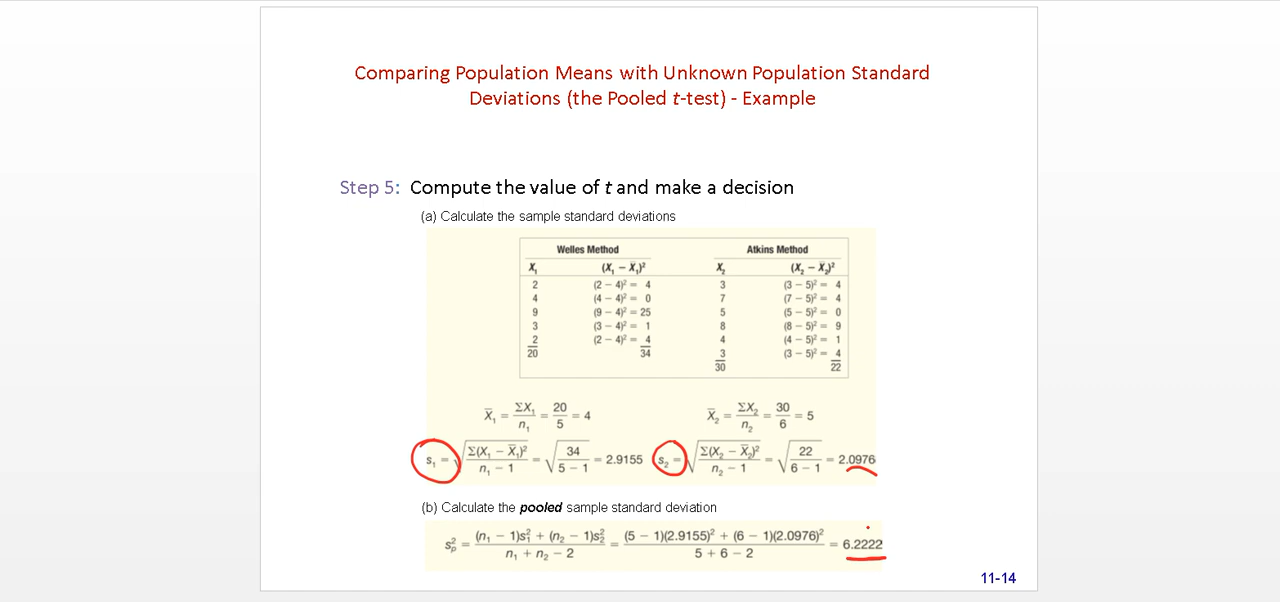 Comparing Population Means with Unknown Population Standard
Deviations (the Pooled t-test) - Example
Step 5: Compute the value of t and make a decision
(a) Calculate the sample standard deviations
Welles Method Atkins Method
X₁ (X₁ – X̄₁)² X₂ (X₂ – X̄₂)²
2 (2 – 4)² = 4 3 (3 – 5)² = 4
4 (4 – 4)² = 0 7 (7 – 5)² = 4
9 (9 – 4)² = 25 5 (5 – 5)² = 0
3 (3 – 4)² = 1 8 (8 – 5)² = 9
2 (2 – 4)² = 4 4 (4 – 5)² = 1
20 34 3 (3 – 5)² = 4
30 22
X̄₁ = ΣX₁/n₁ = 20/5 = 4 X̄₂ = ΣX₂/n₂ = 30/6 = 5
s₁ = √(Σ(X₁ – X̄₁)²/(n₁ – 1)) = √(34/(5 – 1)) = 2.9155 s₂ = √(Σ(X₂ – X̄₂)²/(n₂ – 1)) = √(22/(6 – 1)) = 2.0976
(b) Calculate the pooled sample standard deviation
s²ₚ = ((n₁ – 1)s₁² + (n₂ – 1)s₂²)/(n₁ + n₂ – 2) = ((5 – 1)(2.9155)² + (6 – 1)(2.0976)²)/(5 + 6 – 2) = 6.2222
11-14